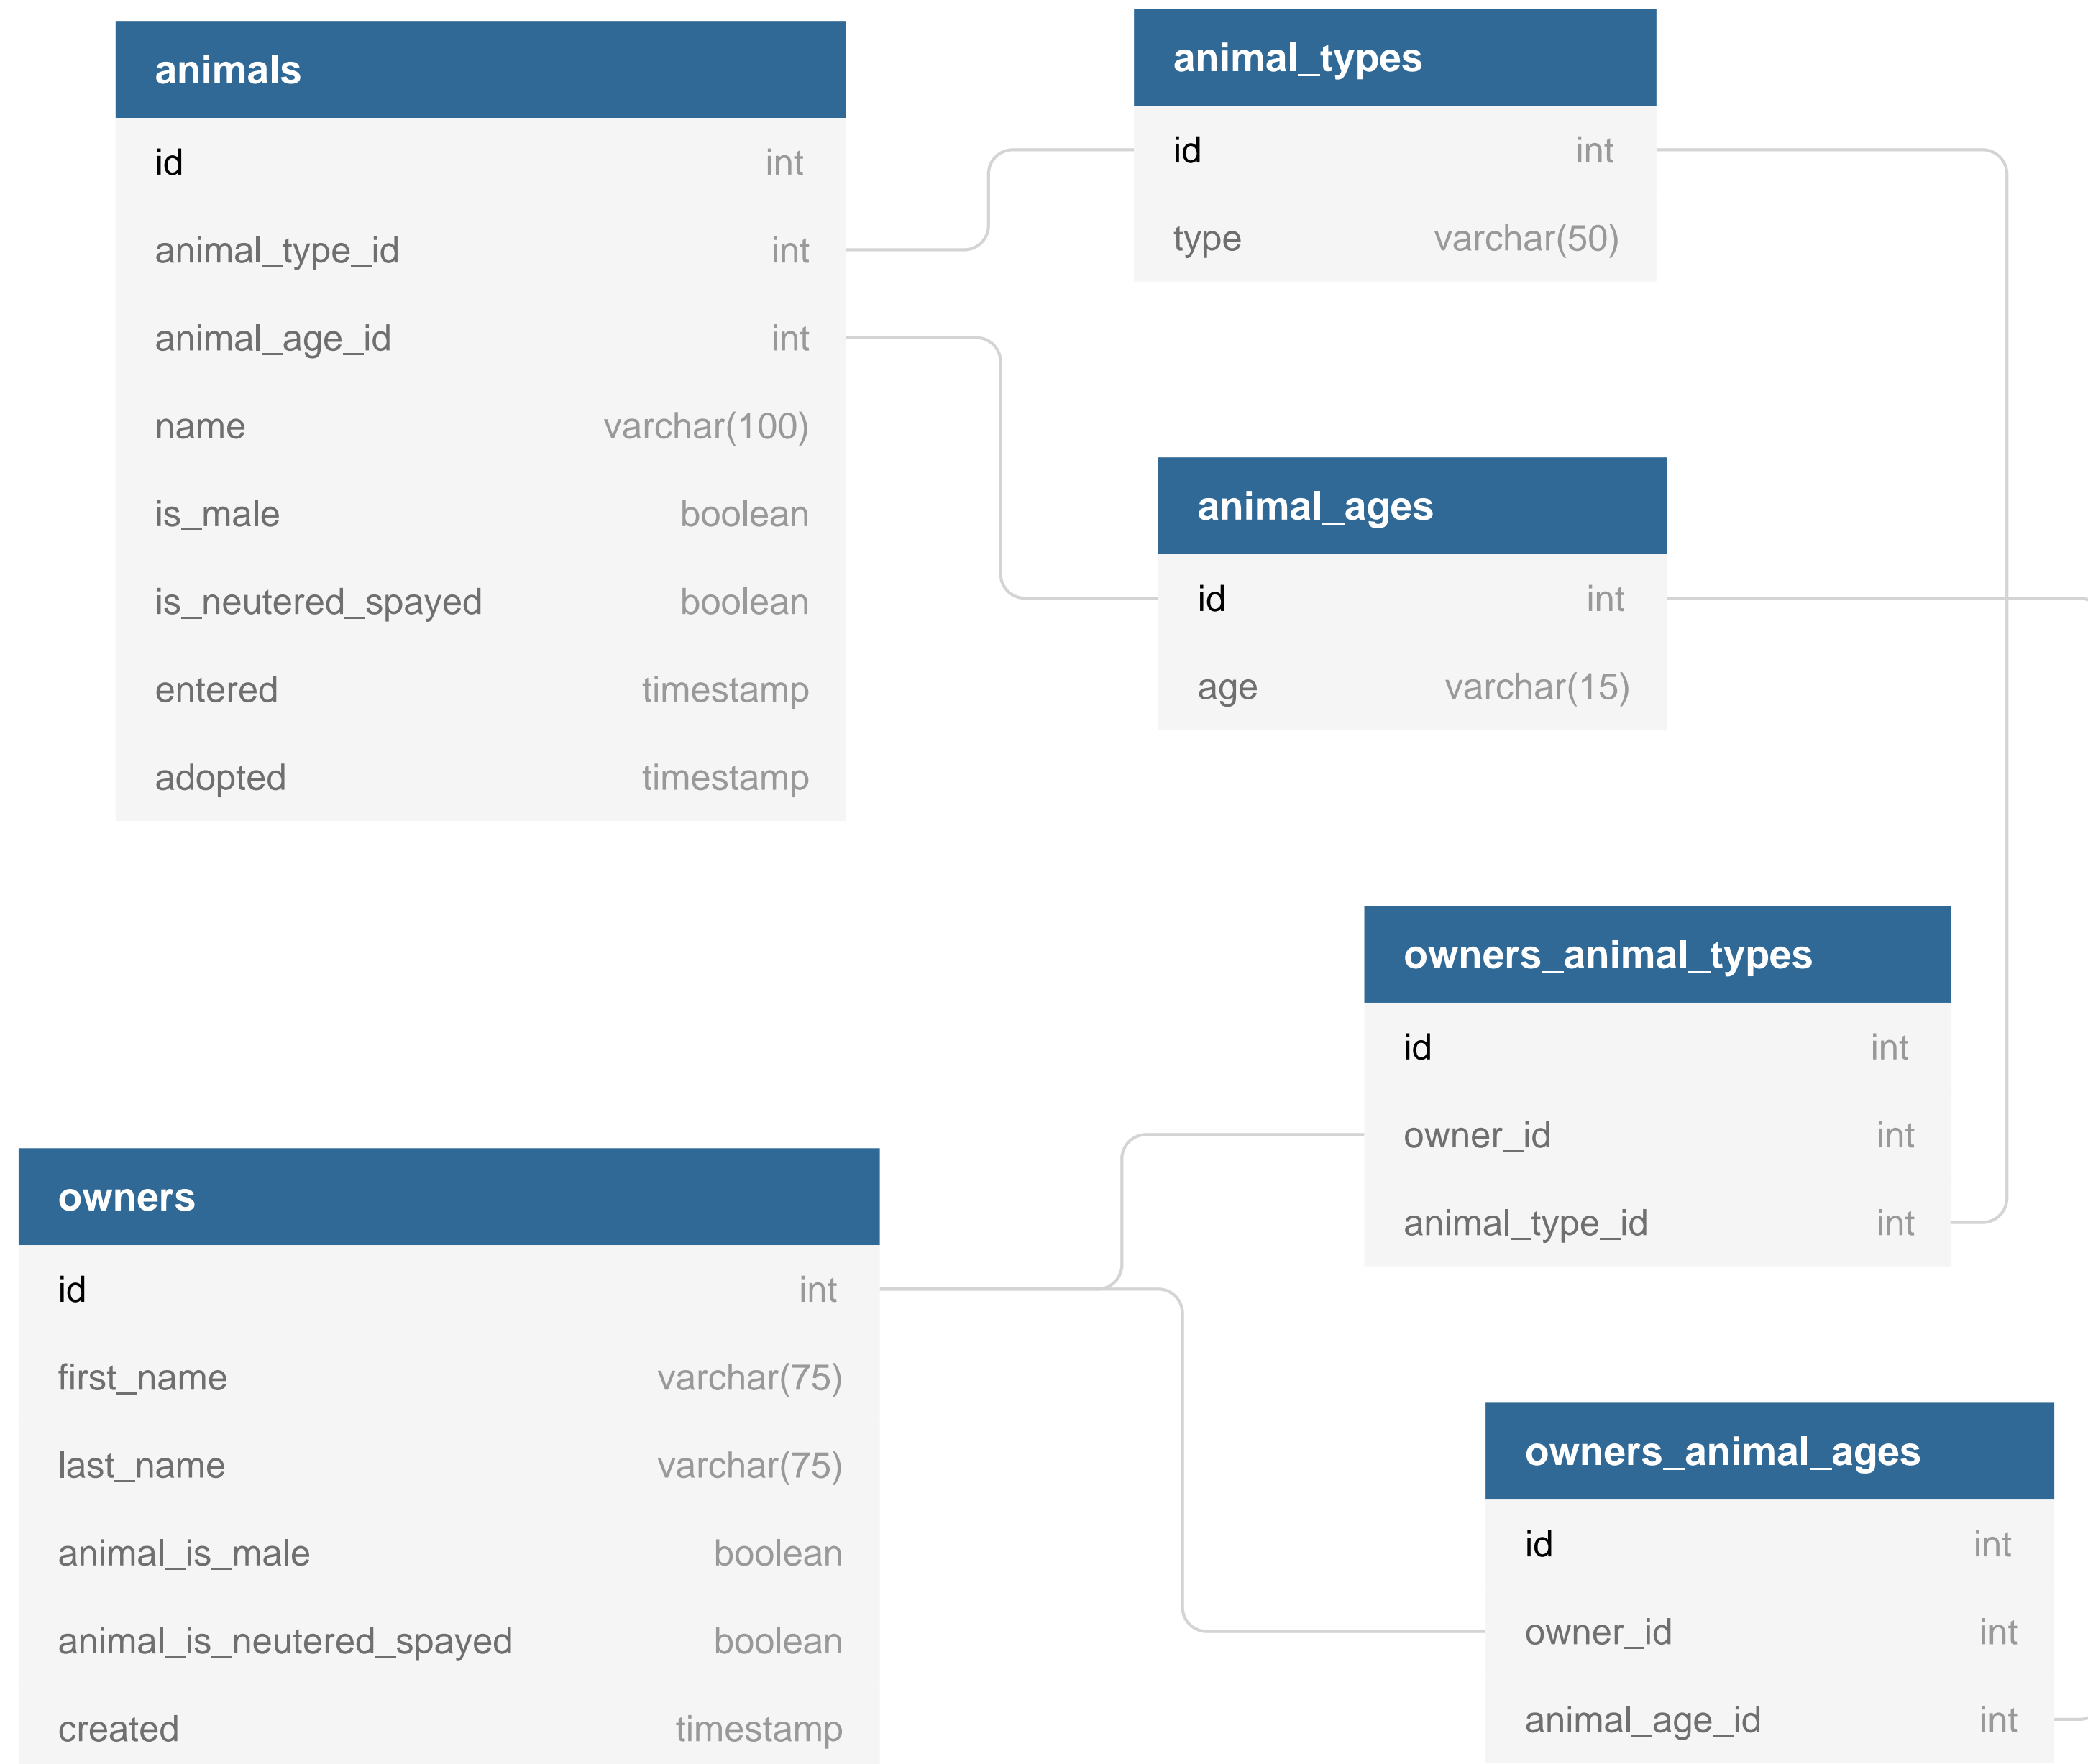 animals
id int
animal_type_id int
animal_age_id int
name varchar(100)
is_male boolean
is_neutered_spayed boolean
entered timestamp
adopted timestamp
animal_types
id int
type varchar(50)
animal_ages
id int
age varchar(15)
owners_animal_types
id int
owner_id int
animal_type_id int
owners
id int
first_name varchar(75)
last_name varchar(75)
animal_is_male boolean
animal_is_neutered_spayed boolean
created timestamp
owners_animal_ages
id int
owner_id int
animal_age_id int